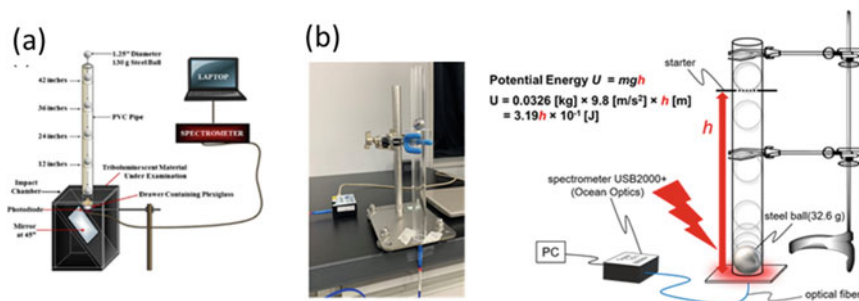 (a)
1.25" Diameter
130 g Steel Ball
42 inches
36 inches
24 inches
12 inches
PVC Pipe
LAPTOP
SPECTROMETER
Triboluminescent Material
Under Examination
Impact
Chamber
Drawer Containing Plexiglass
Photodiode
Mirror
at 45°
(b)
Potential Energy U = mgh
U = 0.0326 [kg] × 9.8 [m/s²] × h [m]
= 3.19h × 10⁻¹ [J]
starter
h
spectrometer USB2000+
(Ocean Optics)
PC
steel ball(32.6 g)
optical fiber